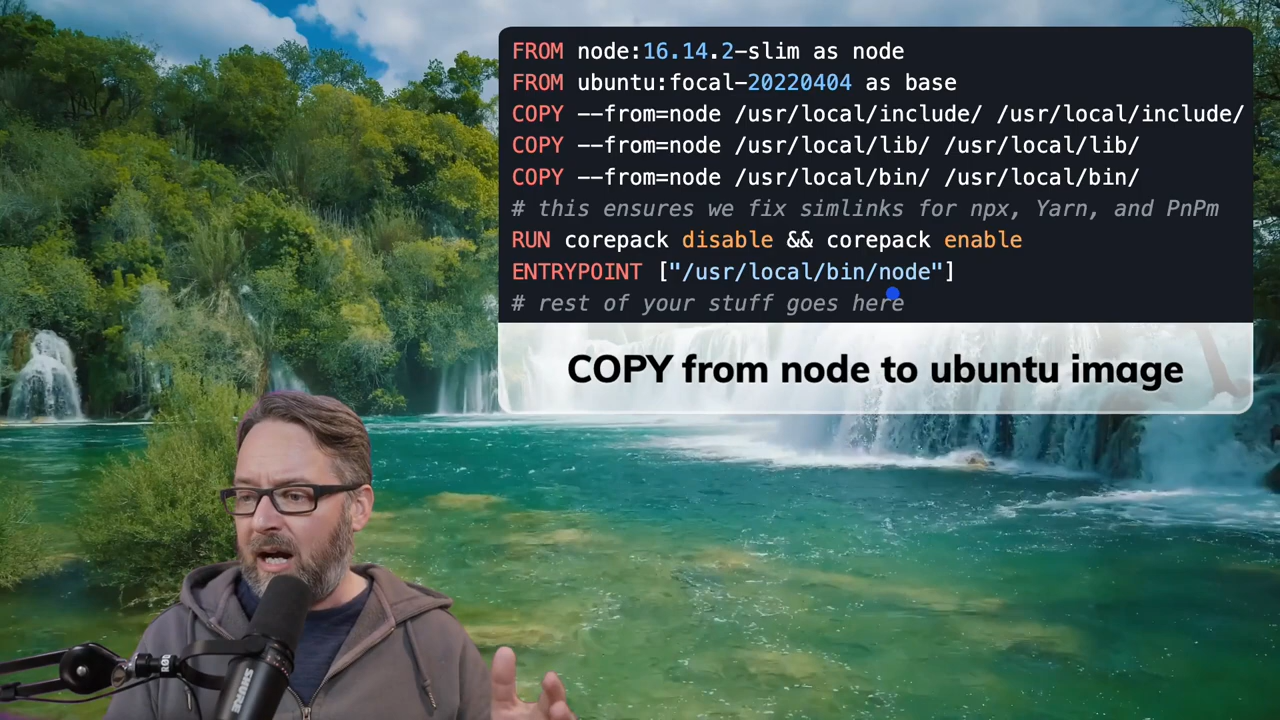 FROM node:16.14.2-slim as node
FROM ubuntu:focal-20220404 as base
COPY --from=node /usr/local/include/ /usr/local/include/
COPY --from=node /usr/local/lib/ /usr/local/lib/
COPY --from=node /usr/local/bin/ /usr/local/bin/
# this ensures we fix simlinks for npx, Yarn, and PnPm
RUN corepack disable && corepack enable
ENTRYPOINT ["/usr/local/bin/node"]
# rest of your stuff goes here
COPY from node to ubuntu image